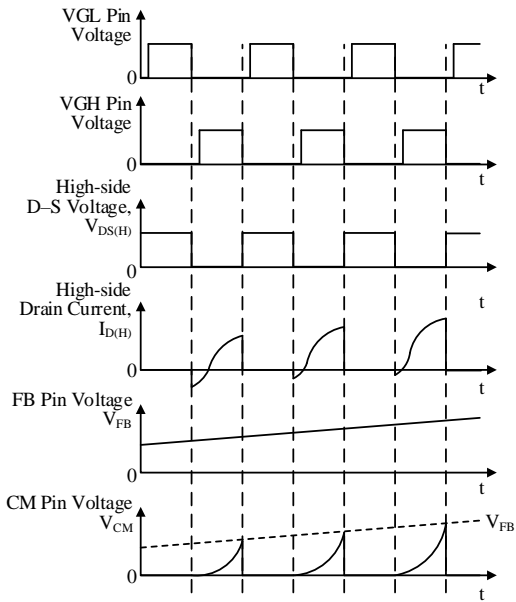 VGL Pin
Voltage
0
t
VGH Pin
Voltage
0
t
High-side
D–S Voltage,
V_DS(H)
0
t
High-side
Drain Current,
I_D(H)
0
t
FB Pin Voltage
V_FB
0
t
CM Pin Voltage
V_CM
V_FB
0
t